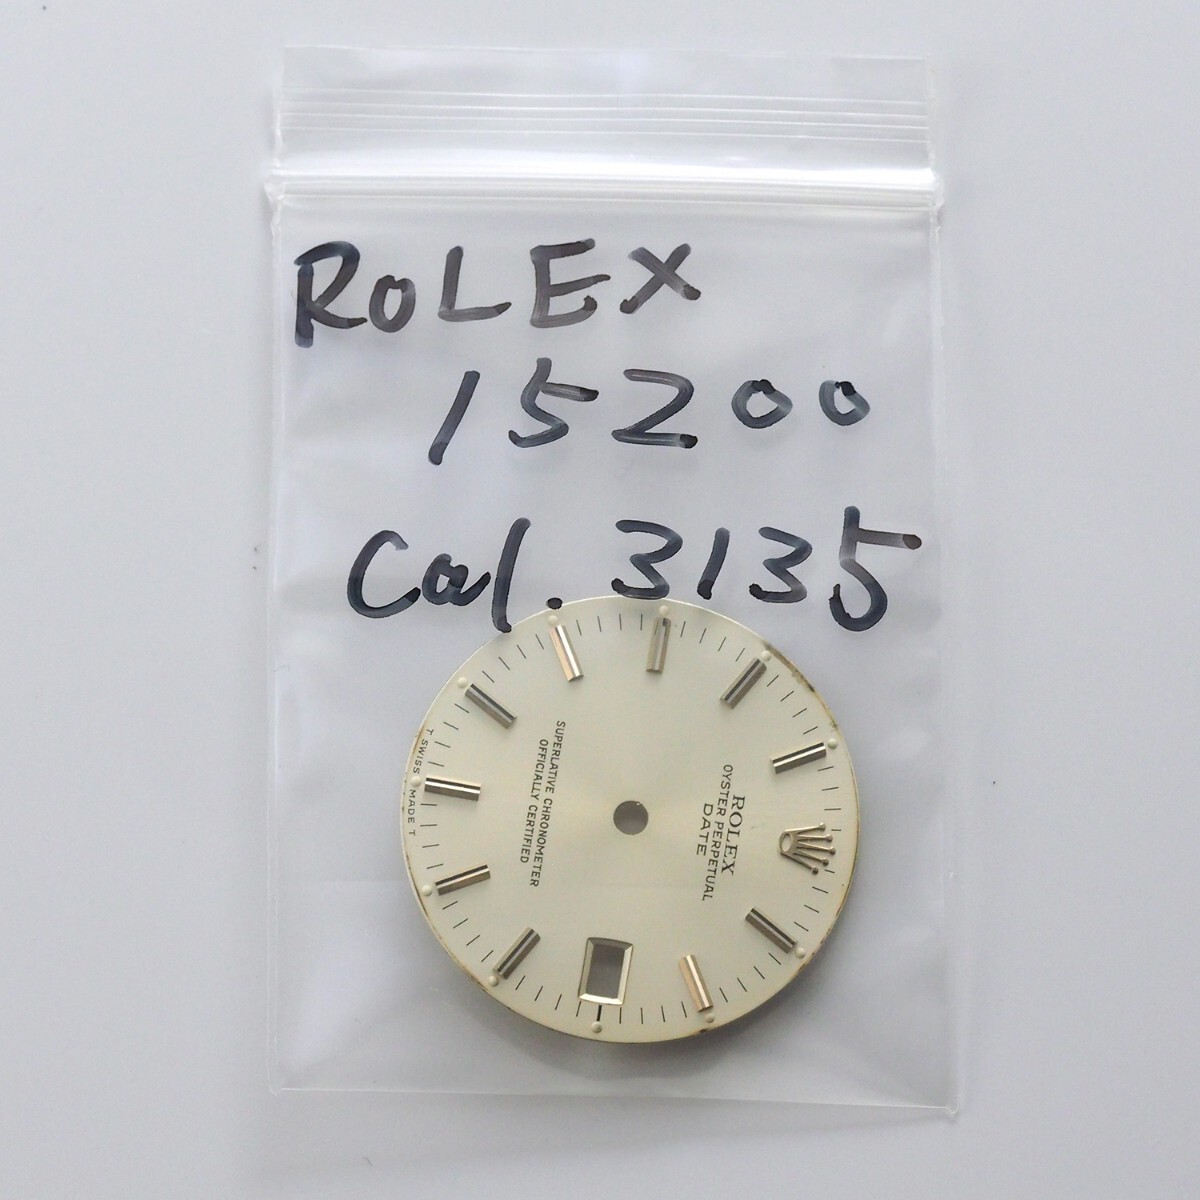 RoLEX
15200
Cal. 3135
ROLEX
OYSTER PERPETUAL
DATE
SUPERLATIVE CHRONOMETER
OFFICIALLY CERTIFIED
T SWISS MADE T